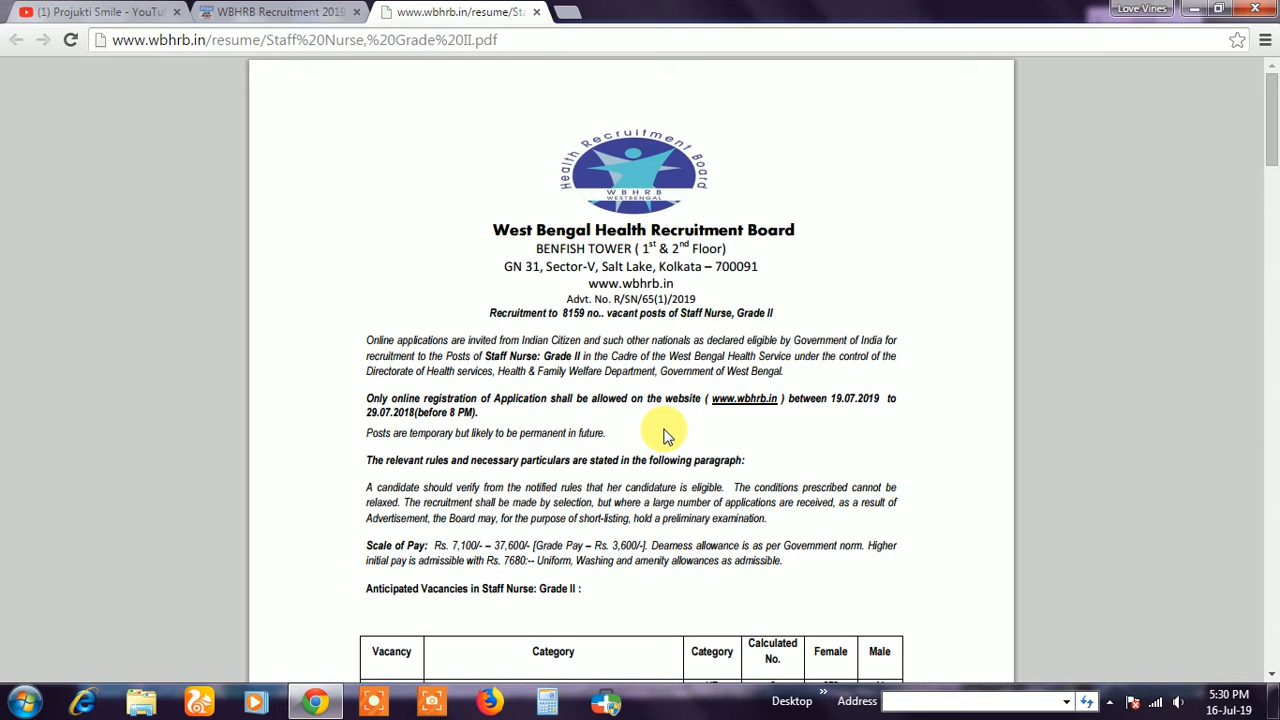 (1) Projukti Smile - YouTu
WBHRB Recruitment 2019
www.wbhrb.in/resume/Sta
Love Vines
www.wbhrb.in/resume/Staff%20Nurse,%20Grade%20II.pdf
Health Recruitment Board
WBHRB
WESTBENGAL
West Bengal Health Recruitment Board
BENFISH TOWER ( 1st & 2nd Floor)
GN 31, Sector-V, Salt Lake, Kolkata – 700091
www.wbhrb.in
Advt. No. R/SN/65(1)/2019
Recruitment to 8159 no.. vacant posts of Staff Nurse, Grade II
Online applications are invited from Indian Citizen and such other nationals as declared eligible by Government of India for
recruitment to the Posts of Staff Nurse: Grade II in the Cadre of the West Bengal Health Service under the control of the
Directorate of Health services, Health & Family Welfare Department, Government of West Bengal.
Only online registration of Application shall be allowed on the website ( www.wbhrb.in ) between 19.07.2019 to
29.07.2018(before 8 PM).
Posts are temporary but likely to be permanent in future.
The relevant rules and necessary particulars are stated in the following paragraph:
A candidate should verify from the notified rules that her candidature is eligible. The conditions prescribed cannot be
relaxed. The recruitment shall be made by selection, but where a large number of applications are received, as a result of
Advertisement, the Board may, for the purpose of short-listing, hold a preliminary examination.
Scale of Pay: Rs. 7,100/- – 37,600/- [Grade Pay – Rs. 3,600/-]. Dearness allowance is as per Government norm. Higher
initial pay is admissible with Rs. 7680:-- Uniform, Washing and amenity allowances as admissible.
Anticipated Vacancies in Staff Nurse: Grade II :
Vacancy Category Category Calculated No. Female Male
Desktop » Address 5:30 PM
16-Jul-19